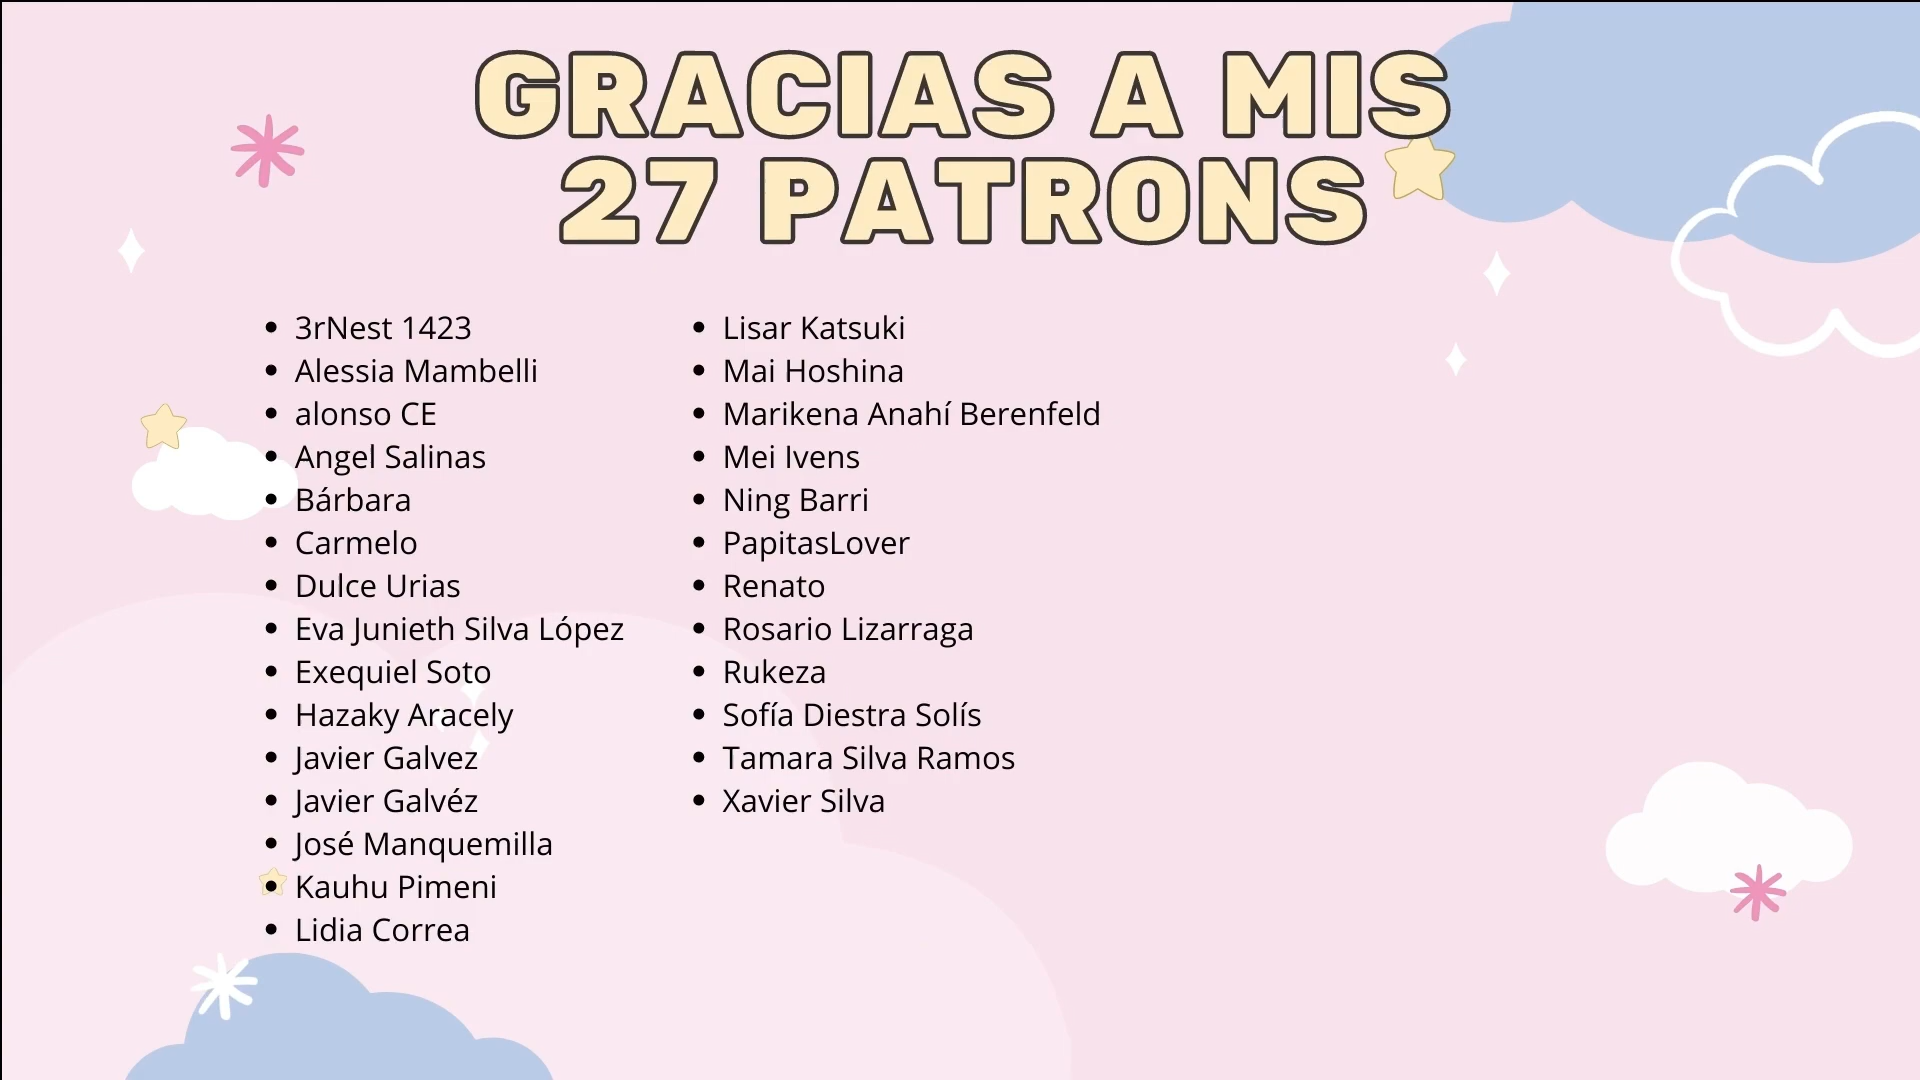 GRACIAS A MIS
27 PATRONS
• 3rNest 1423
• Alessia Mambelli
• alonso CE
• Angel Salinas
• Bárbara
• Carmelo
• Dulce Urias
• Eva Junieth Silva López
• Exequiel Soto
• Hazaky Aracely
• Javier Galvez
• Javier Galvéz
• José Manquemilla
• Kauhu Pimeni
• Lidia Correa
• Lisar Katsuki
• Mai Hoshina
• Marikena Anahí Berenfeld
• Mei Ivens
• Ning Barri
• PapitasLover
• Renato
• Rosario Lizarraga
• Rukeza
• Sofía Diestra Solís
• Tamara Silva Ramos
• Xavier Silva